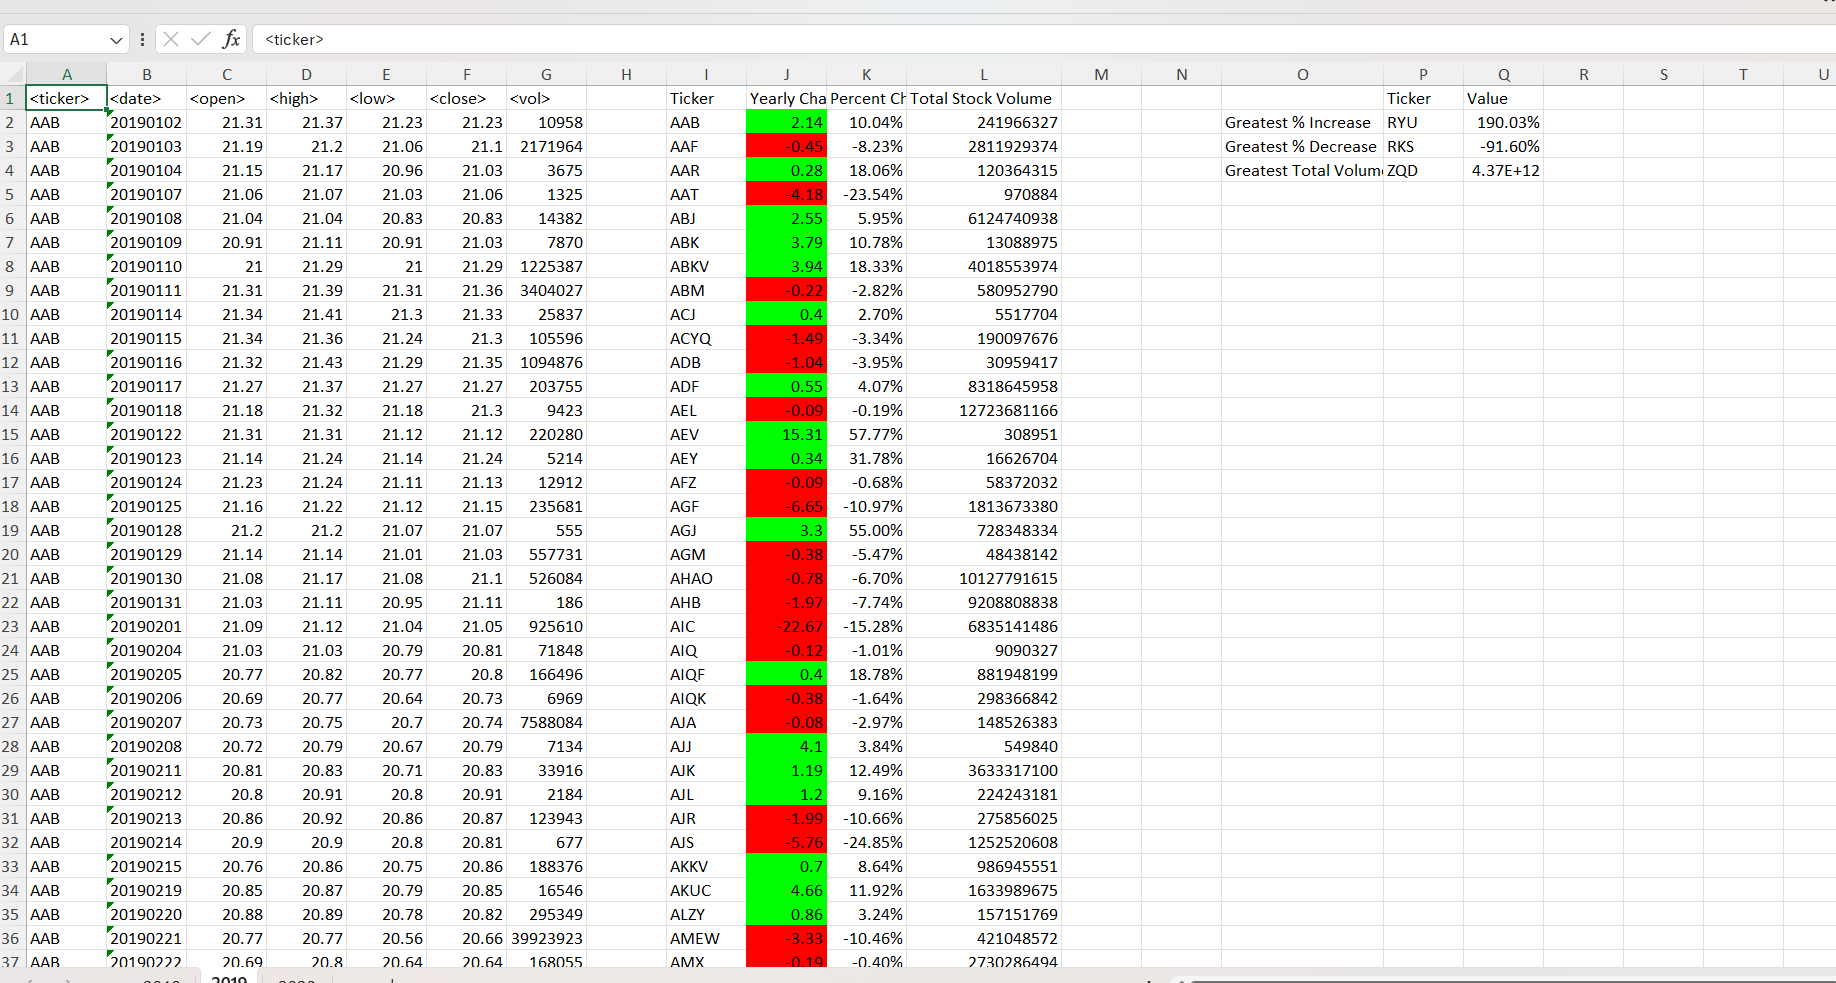 A1 fx <ticker>
A B C D E F G H I J K L M N O P Q R S T U
1 <ticker> <date> <open> <high> <low> <close> <vol> Ticker Yearly Cha Percent Ch Total Stock Volume Ticker Value
2 AAB 20190102 21.31 21.37 21.23 21.23 10958 AAB 2.14 10.04% 241966327 Greatest % Increase RYU 190.03%
3 AAB 20190103 21.19 21.2 21.06 21.1 2171964 AAF -0.45 -8.23% 2811929374 Greatest % Decrease RKS -91.60%
4 AAB 20190104 21.15 21.17 20.96 21.03 3675 AAR 0.28 18.06% 120364315 Greatest Total Volum ZQD 4.37E+12
5 AAB 20190107 21.06 21.07 21.03 21.06 1325 AAT -4.18 -23.54% 970884
6 AAB 20190108 21.04 21.04 20.83 20.83 14382 ABJ 2.55 5.95% 6124740938
7 AAB 20190109 20.91 21.11 20.91 21.03 7870 ABK 3.79 10.78% 13088975
8 AAB 20190110 21 21.29 21 21.29 1225387 ABKV 3.94 18.33% 4018553974
9 AAB 20190111 21.31 21.39 21.31 21.36 3404027 ABM -0.22 -2.82% 580952790
10 AAB 20190114 21.34 21.41 21.3 21.33 25837 ACJ 0.4 2.70% 5517704
11 AAB 20190115 21.34 21.36 21.24 21.3 105596 ACYQ -1.49 -3.34% 190097676
12 AAB 20190116 21.32 21.43 21.29 21.35 1094876 ADB -1.04 -3.95% 30959417
13 AAB 20190117 21.27 21.37 21.27 21.27 203755 ADF 0.55 4.07% 8318645958
14 AAB 20190118 21.18 21.32 21.18 21.3 9423 AEL -0.09 -0.19% 12723681166
15 AAB 20190122 21.31 21.31 21.12 21.12 220280 AEV 15.31 57.77% 308951
16 AAB 20190123 21.14 21.24 21.14 21.24 5214 AEY 0.34 31.78% 16626704
17 AAB 20190124 21.23 21.24 21.11 21.13 12912 AFZ -0.09 -0.68% 58372032
18 AAB 20190125 21.16 21.22 21.12 21.15 235681 AGF -6.65 -10.97% 1813673380
19 AAB 20190128 21.2 21.2 21.07 21.07 555 AGJ 3.3 55.00% 728348334
20 AAB 20190129 21.14 21.14 21.01 21.03 557731 AGM -0.38 -5.47% 48438142
21 AAB 20190130 21.08 21.17 21.08 21.1 526084 AHAO -0.78 -6.70% 10127791615
22 AAB 20190131 21.03 21.11 20.95 21.11 186 AHB -1.97 -7.74% 9208808838
23 AAB 20190201 21.09 21.12 21.04 21.05 925610 AIC -22.67 -15.28% 6835141486
24 AAB 20190204 21.03 21.03 20.79 20.81 71848 AIQ -0.12 -1.01% 9090327
25 AAB 20190205 20.77 20.82 20.77 20.8 166496 AIQF 0.4 18.78% 881948199
26 AAB 20190206 20.69 20.77 20.64 20.73 6969 AIQK -0.38 -1.64% 298366842
27 AAB 20190207 20.73 20.75 20.7 20.74 7588084 AJA -0.08 -2.97% 148526383
28 AAB 20190208 20.72 20.79 20.67 20.79 7134 AJJ 4.1 3.84% 549840
29 AAB 20190211 20.81 20.83 20.71 20.83 33916 AJK 1.19 12.49% 3633317100
30 AAB 20190212 20.8 20.91 20.8 20.91 2184 AJL 1.2 9.16% 224243181
31 AAB 20190213 20.86 20.92 20.86 20.87 123943 AJR -1.99 -10.66% 275856025
32 AAB 20190214 20.9 20.9 20.8 20.81 677 AJS -5.76 -24.85% 1252520608
33 AAB 20190215 20.76 20.86 20.75 20.86 188376 AKKV 0.7 8.64% 986945551
34 AAB 20190219 20.85 20.87 20.79 20.85 16546 AKUC 4.66 11.92% 1633989675
35 AAB 20190220 20.88 20.89 20.78 20.82 295349 ALZY 0.86 3.24% 157151769
36 AAB 20190221 20.77 20.77 20.56 20.66 39923923 AMEW -3.33 -10.46% 421048572
37 AAB 20190222 20.69 20.8 20.64 20.64 168055 AMX -0.19 -0.40% 2730286494
2019